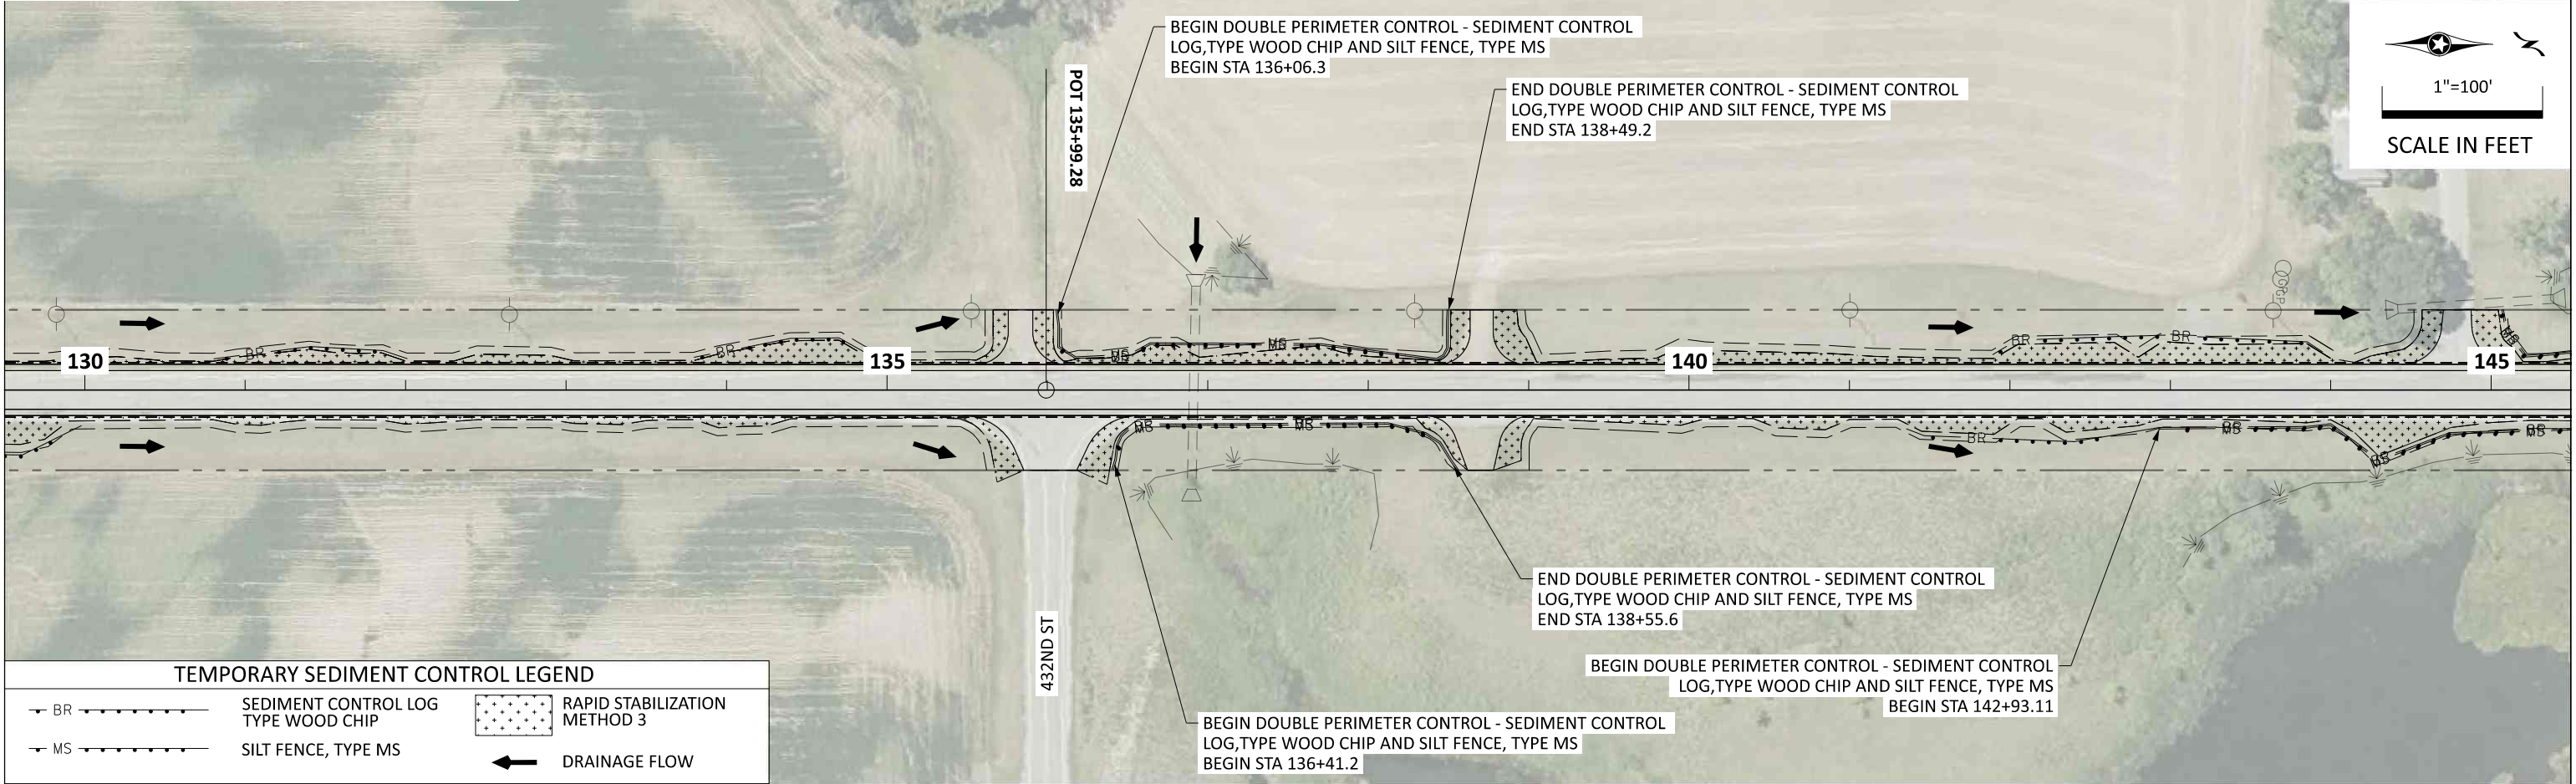 BEGIN DOUBLE PERIMETER CONTROL - SEDIMENT CONTROL
LOG,TYPE WOOD CHIP AND SILT FENCE, TYPE MS
BEGIN STA 136+06.3
1"=100'
SCALE IN FEET
POT 135+99.28
END DOUBLE PERIMETER CONTROL - SEDIMENT CONTROL
LOG,TYPE WOOD CHIP AND SILT FENCE, TYPE MS
END STA 138+49.2
BR
BR
MS
BR
BR
MS
130
135
140
145
MS
MS
BR
BR
MS
MS
MS
END DOUBLE PERIMETER CONTROL - SEDIMENT CONTROL
LOG,TYPE WOOD CHIP AND SILT FENCE, TYPE MS
END STA 138+55.6
432ND ST
BEGIN DOUBLE PERIMETER CONTROL - SEDIMENT CONTROL
LOG,TYPE WOOD CHIP AND SILT FENCE, TYPE MS
BEGIN STA 142+93.11
BEGIN DOUBLE PERIMETER CONTROL - SEDIMENT CONTROL
LOG,TYPE WOOD CHIP AND SILT FENCE, TYPE MS
BEGIN STA 136+41.2
TEMPORARY SEDIMENT CONTROL LEGEND
BR
SEDIMENT CONTROL LOG
TYPE WOOD CHIP
MS
SILT FENCE, TYPE MS
RAPID STABILIZATION
METHOD 3
DRAINAGE FLOW